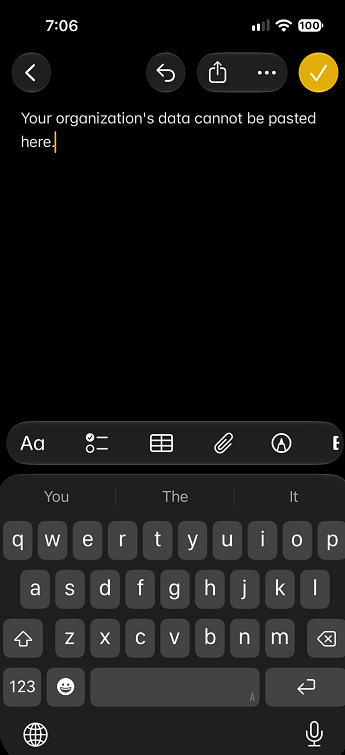 7:06
100
Your organization's data cannot be pasted
here.
Aa
You The It
q w e r t y u i o p
a s d f g h j k l
z x c v b n m
123
A